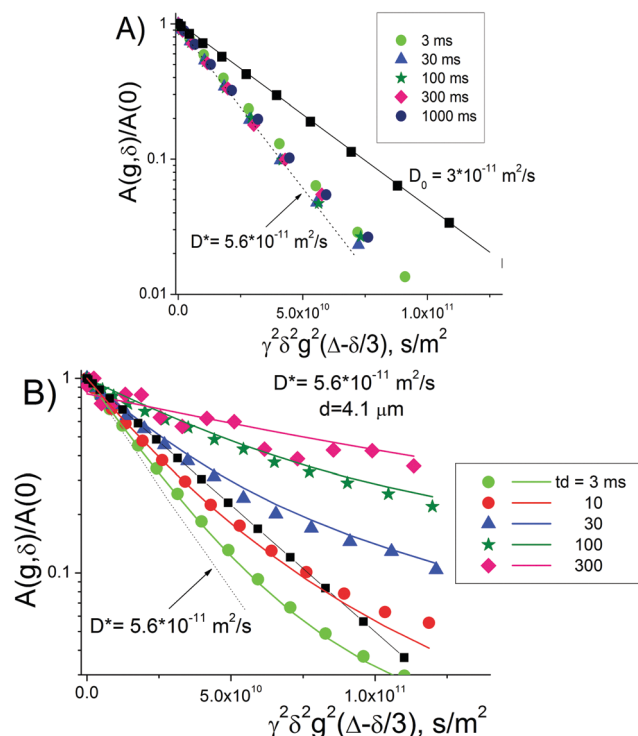 A)
A(g,δ)/A(0)
1
0.1
0.01
3 ms
30 ms
100 ms
300 ms
1000 ms
D₀ = 3*10⁻¹¹ m²/s
D*= 5.6*10⁻¹¹ m²/s
0.0 5.0x10¹⁰ 1.0x10¹¹
γ²δ²g²(Δ-δ/3), s/m²
B)
D*= 5.6*10⁻¹¹ m²/s
d=4.1 μm
A(g,δ)/A(0)
1
0.1
td = 3 ms
10
30
100
300
D*= 5.6*10⁻¹¹ m²/s
0.0 5.0x10¹⁰ 1.0x10¹¹
γ²δ²g²(Δ-δ/3), s/m²